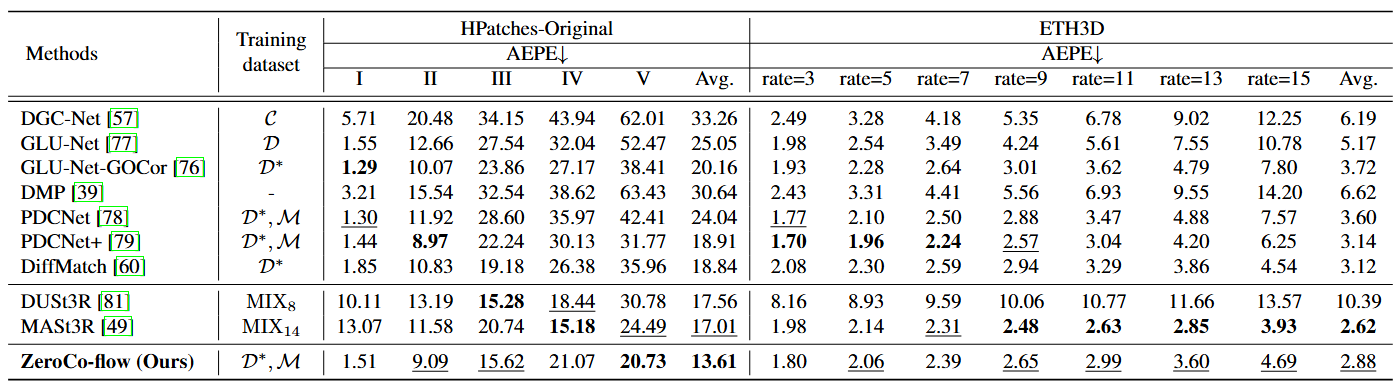 Methods Training dataset HPatches-Original ETH3D
AEPE↓ AEPE↓
I II III IV V Avg. rate=3 rate=5 rate=7 rate=9 rate=11 rate=13 rate=15 Avg.
DGC-Net [57] C 5.71 20.48 34.15 43.94 62.01 33.26 2.49 3.28 4.18 5.35 6.78 9.02 12.25 6.19
GLU-Net [77] D 1.55 12.66 27.54 32.04 52.47 25.05 1.98 2.54 3.49 4.24 5.61 7.55 10.78 5.17
GLU-Net-GOCor [76] D* 1.29 10.07 23.86 27.17 38.41 20.16 1.93 2.28 2.64 3.01 3.62 4.79 7.80 3.72
DMP [39] - 3.21 15.54 32.54 38.62 63.43 30.64 2.43 3.31 4.41 5.56 6.93 9.55 14.20 6.62
PDCNet [78] D*, M 1.30 11.92 28.60 35.97 42.41 24.04 1.77 2.10 2.50 2.88 3.47 4.88 7.57 3.60
PDCNet+ [79] D*, M 1.44 8.97 22.24 30.13 31.77 18.91 1.70 1.96 2.24 2.57 3.04 4.20 6.25 3.14
DiffMatch [60] D* 1.85 10.83 19.18 26.38 35.96 18.84 2.08 2.30 2.59 2.94 3.29 3.86 4.54 3.12
DUSt3R [81] MIX8 10.11 13.19 15.28 18.44 30.78 17.56 8.16 8.93 9.59 10.06 10.77 11.66 13.57 10.39
MASt3R [49] MIX14 13.07 11.58 20.74 15.18 24.49 17.01 1.98 2.14 2.31 2.48 2.63 2.85 3.93 2.62
ZeroCo-flow (Ours) D*, M 1.51 9.09 15.62 21.07 20.73 13.61 1.80 2.06 2.39 2.65 2.99 3.60 4.69 2.88